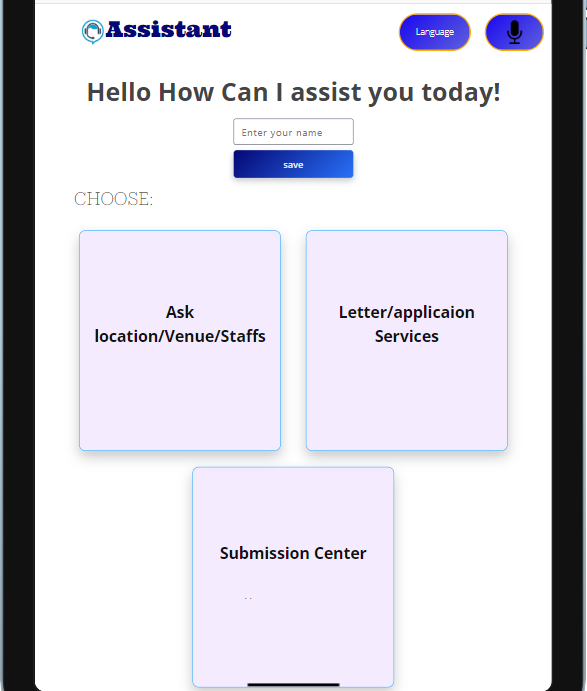 Assistant
Language
Hello How Can I assist you today!
Enter your name
save
CHOOSE:
Ask
location/Venue/Staffs
Letter/applicaion
Services
Submission Center
. .